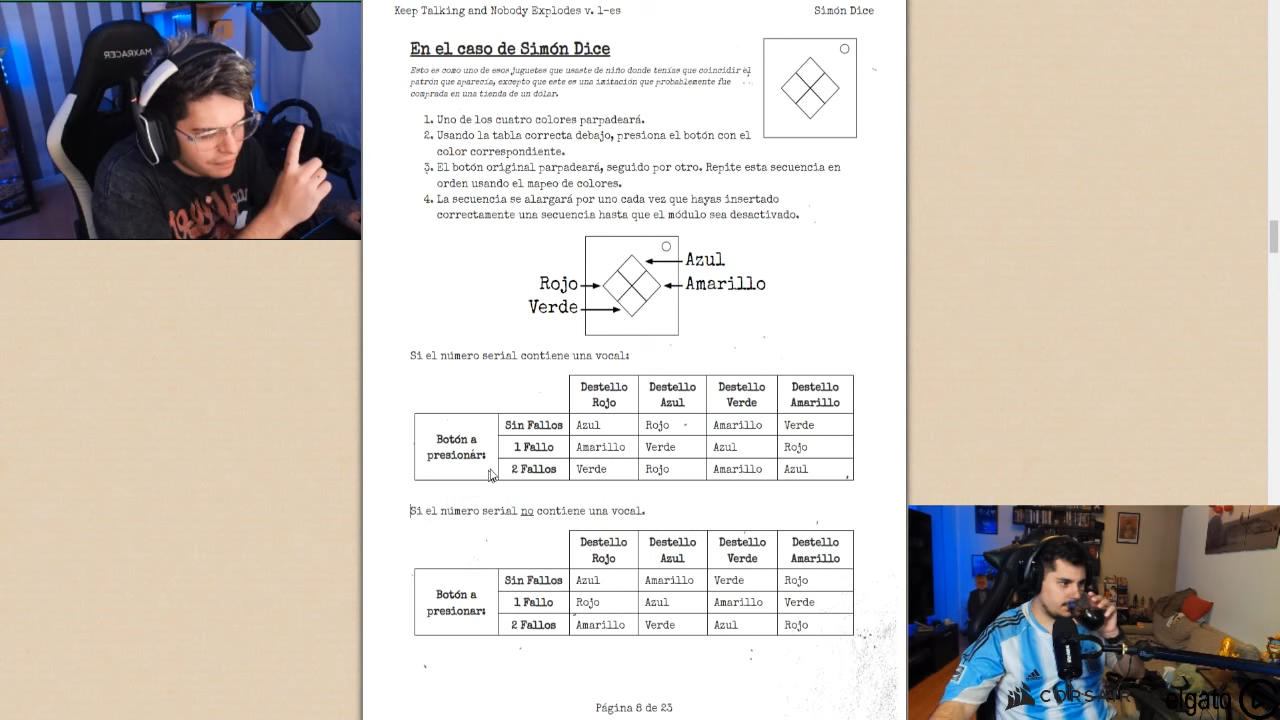 Keep Talking and Nobody Explodes v. 1-es
Simón Dice
MAXRACER
En el caso de Simón Dice
Esto es como uno de esos juguetes que usaste de niño donde tenías que coincidir el
patrón que aparecía, excepto que este es una imitación que probablemente fue
comprada en una tienda de un dólar.
1. Uno de los cuatro colores parpadeará.
2. Usando la tabla correcta debajo, presiona el botón con el
color correspondiente.
3. El botón original parpadeará, seguido por otro. Repite esta secuencia en
orden usando el mapeo de colores.
4. La secuencia se alargará por uno cada vez que hayas insertado
correctamente una secuencia hasta que el módulo sea desactivado.
Azul
Rojo
Amarillo
Verde
Si el número serial contiene una vocal:
Destello Rojo Destello Azul Destello Verde Destello Amarillo
Botón a presionar:
Sin Fallos Azul Rojo Amarillo Verde
1 Fallo Amarillo Verde Azul Rojo
2 Fallos Verde Rojo Amarillo Azul
Si el número serial no contiene una vocal.
Destello Rojo Destello Azul Destello Verde Destello Amarillo
Botón a presionar:
Sin Fallos Azul Amarillo Verde Rojo
1 Fallo Rojo Azul Amarillo Verde
2 Fallos Amarillo Verde Azul Rojo
Página 8 de 23
CORSAIR
elgato